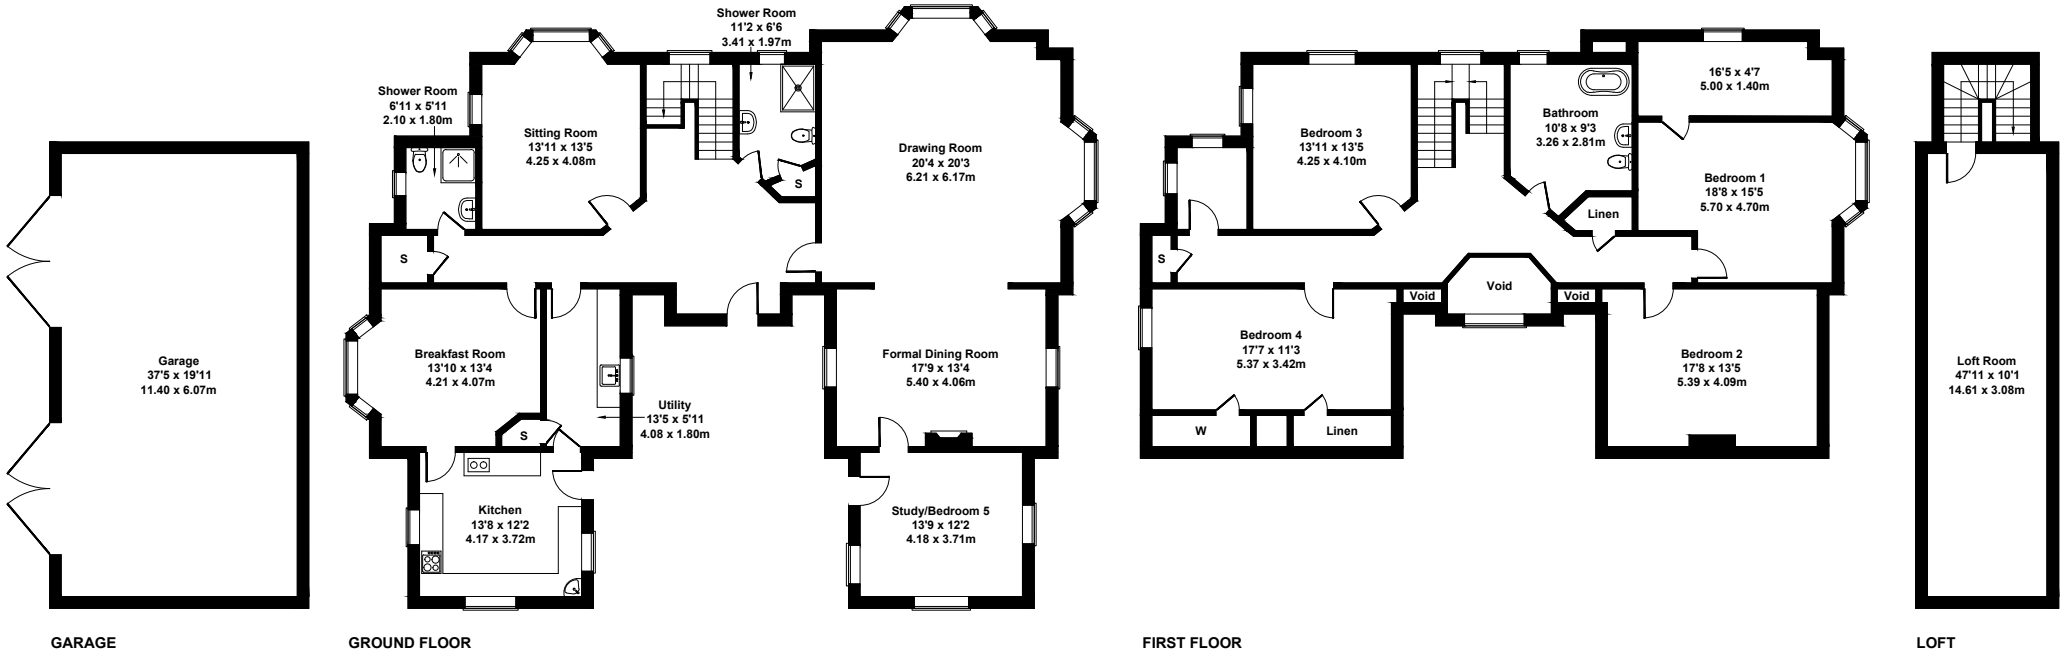 GARAGE
Garage
37'5 x 19'11
11.40 x 6.07m
GROUND FLOOR
Shower Room
6'11 x 5'11
2.10 x 1.80m
Sitting Room
13'11 x 13'5
4.25 x 4.08m
Shower Room
11'2 x 6'6
3.41 x 1.97m
S
Drawing Room
20'4 x 20'3
6.21 x 6.17m
S
Breakfast Room
13'10 x 13'4
4.21 x 4.07m
S
Utility
13'5 x 5'11
4.08 x 1.80m
Formal Dining Room
17'9 x 13'4
5.40 x 4.06m
Kitchen
13'8 x 12'2
4.17 x 3.72m
Study/Bedroom 5
13'9 x 12'2
4.18 x 3.71m
FIRST FLOOR
Bedroom 3
13'11 x 13'5
4.25 x 4.10m
Bathroom
10'8 x 9'3
3.26 x 2.81m
16'5 x 4'7
5.00 x 1.40m
Bedroom 1
18'8 x 15'5
5.70 x 4.70m
Linen
S
Void
Void
Void
Bedroom 4
17'7 x 11'3
5.37 x 3.42m
W
Linen
Bedroom 2
17'8 x 13'5
5.39 x 4.09m
LOFT
Loft Room
47'11 x 10'1
14.61 x 3.08m